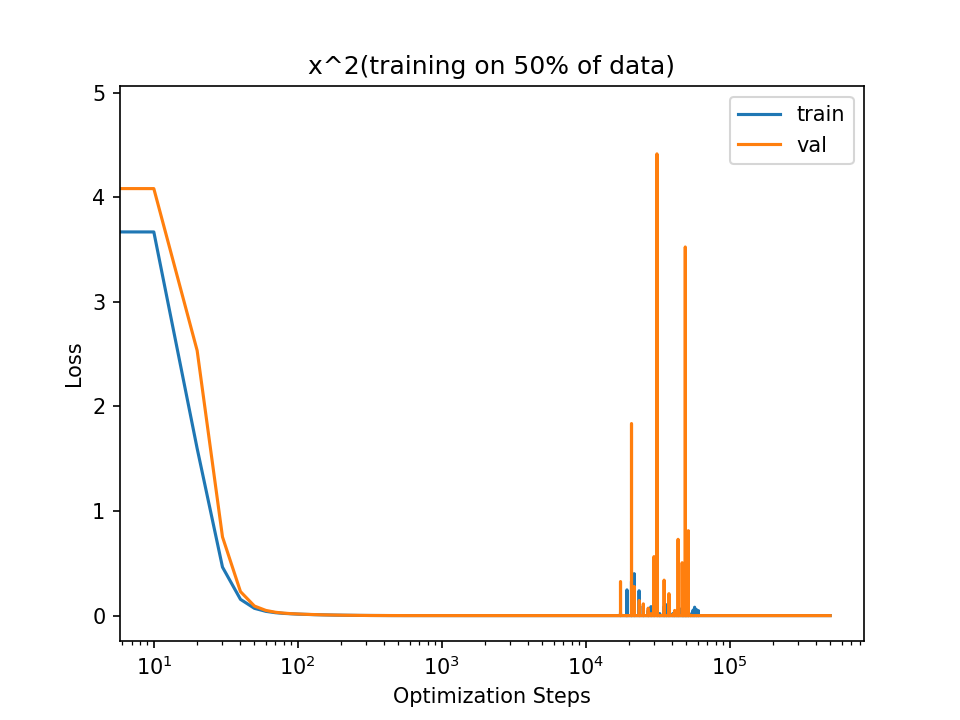 x^2(training on 50% of data)
train
val
Loss
5
4
3
2
1
0
10^1
10^2
10^3
10^4
10^5
Optimization Steps